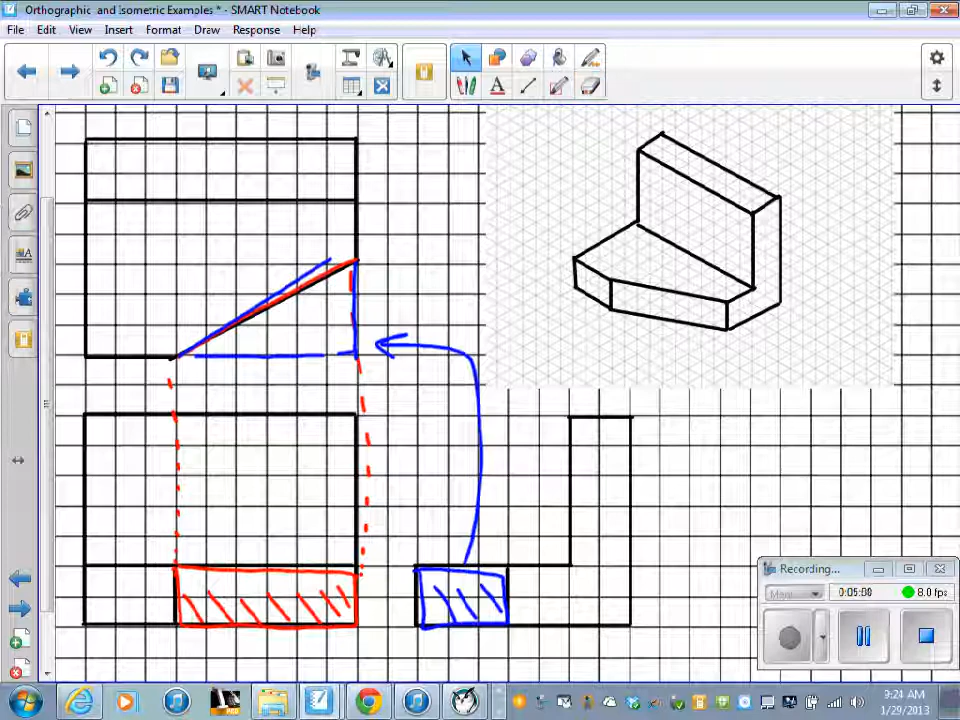 Orthographic and Isometric Examples * - SMART Notebook
File Edit View Insert Format Draw Response Help
Recording...
0:05:00 8.0 fps
9:24 AM
1/29/2013